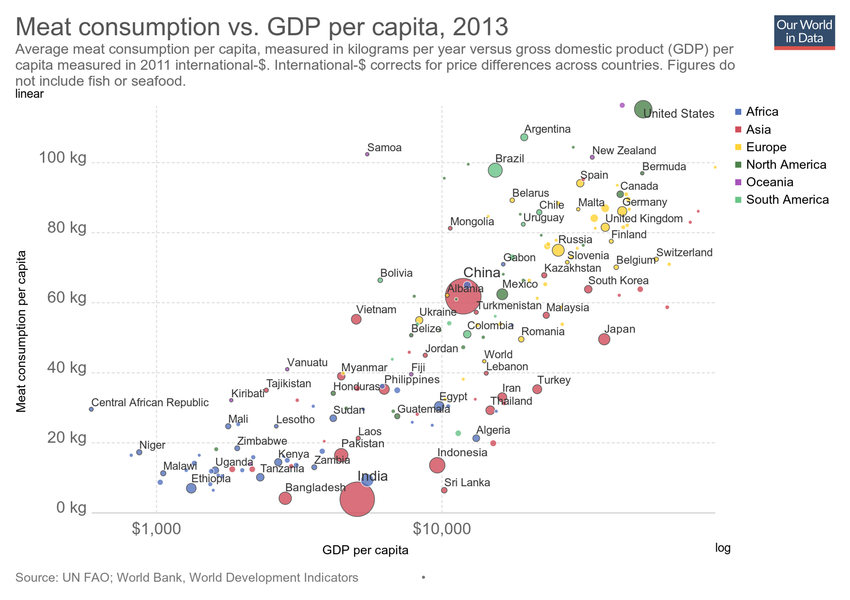 Meat consumption vs. GDP per capita, 2013
Our World
in Data
Average meat consumption per capita, measured in kilograms per year versus gross domestic product (GDP) per
capita measured in 2011 international-$. International-$ corrects for price differences across countries. Figures do
not include fish or seafood.
linear
United States
Africa
Asia
Europe
North America
Oceania
South America
Argentina
Samoa
New Zealand
100 kg
Brazil
Bermuda
Spain
Canada
Belarus
Chile
Malta
Germany
Mongolia
Uruguay
United Kingdom
80 kg
Finland
Russia
Gabon
Slovenia
Belgium
Switzerland
Bolivia
China
Kazakhstan
Albania
Mexico
South Korea
60 kg
Vietnam
Ukraine
Turkmenistan
Malaysia
Belize
Colombia
Romania
Japan
Jordan
World
Vanuatu
Myanmar
Fiji
Lebanon
40 kg
Kiribati
Tajikistan
Honduras
Philippines
Iran
Turkey
Central African Republic
Egypt
Thailand
Mali
Lesotho
Sudan
Guatemala
Niger
Zimbabwe
Laos
Algeria
20 kg
Pakistan
Malawi
Uganda
Kenya
Zambia
Indonesia
Ethiopia
Tanzania
India
Bangladesh
Sri Lanka
0 kg
Meat consumption per capita
$1,000
$10,000
GDP per capita
log
Source: UN FAO; World Bank, World Development Indicators